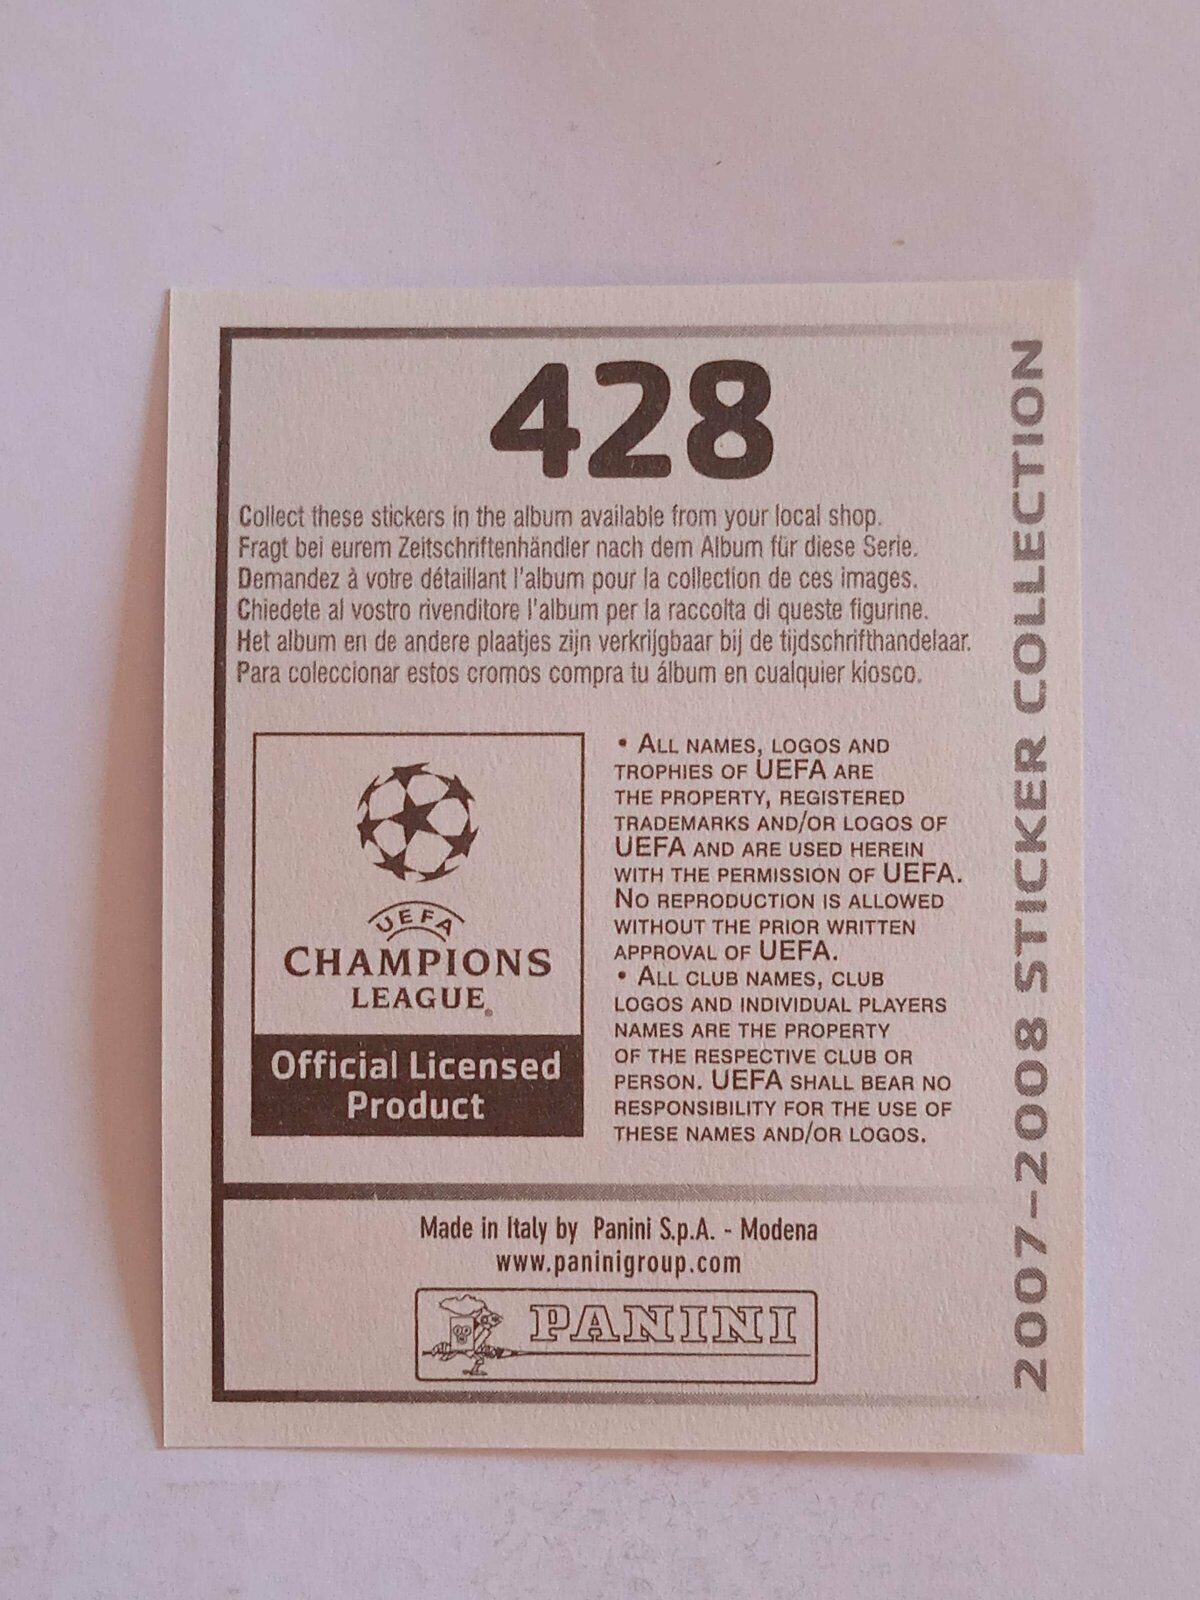 428
Collect these stickers in the album available from your local shop.
Fragt bei eurem Zeitschriftenhändler nach dem Album für diese Serie.
Demandez à votre détaillant l'album pour la collection de ces images.
Chiedete al vostro rivenditore l'album per la raccolta di queste figurine.
Het album en de andere plaatjes zijn verkrijgbaar bij de tijdschrifthandelaar.
Para coleccionar estos cromos compra tu álbum en cualquier kiosco.
UEFA
CHAMPIONS
LEAGUE®
Official Licensed
Product
• ALL NAMES, LOGOS AND
TROPHIES OF UEFA ARE
THE PROPERTY, REGISTERED
TRADEMARKS AND/OR LOGOS OF
UEFA AND ARE USED HEREIN
WITH THE PERMISSION OF UEFA.
NO REPRODUCTION IS ALLOWED
WITHOUT THE PRIOR WRITTEN
APPROVAL OF UEFA.
• ALL CLUB NAMES, CLUB
LOGOS AND INDIVIDUAL PLAYERS
NAMES ARE THE PROPERTY
OF THE RESPECTIVE CLUB OR
PERSON. UEFA SHALL BEAR NO
RESPONSIBILITY FOR THE USE OF
THESE NAMES AND/OR LOGOS.
Made in Italy by Panini S.p.A. - Modena
www.paninigroup.com
PANINI
2007-2008 STICKER COLLECTION